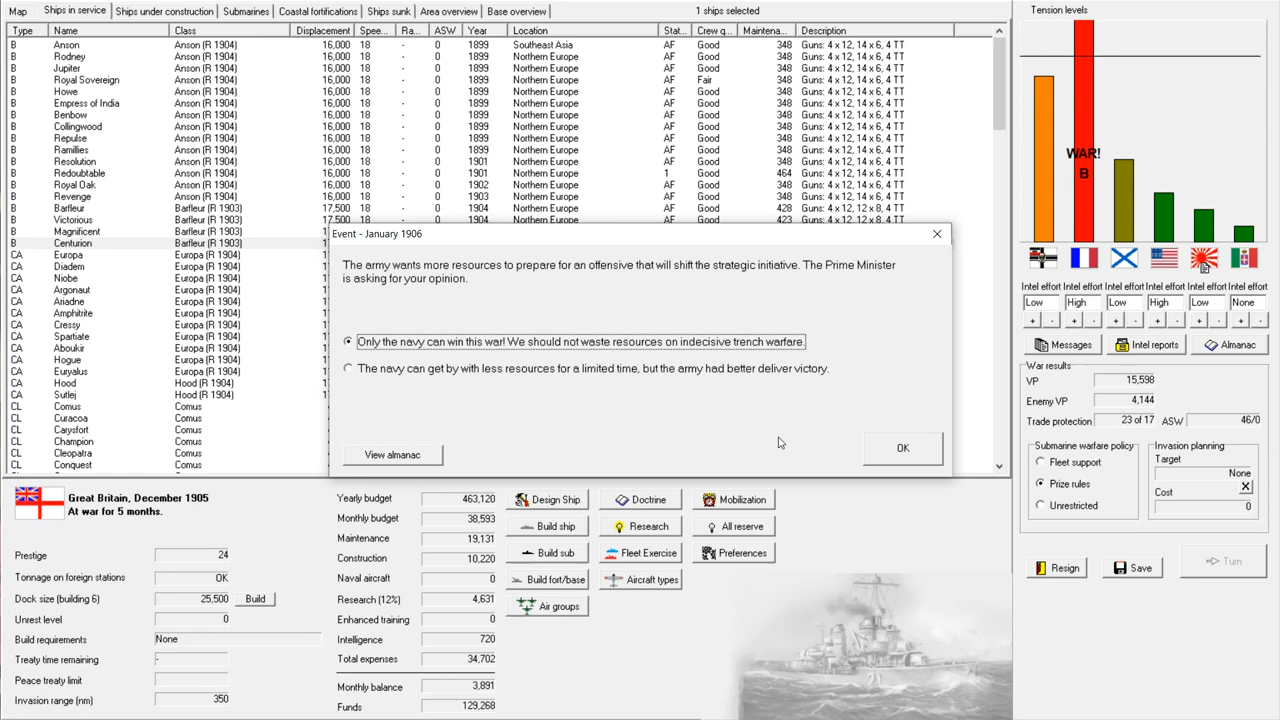 Map Ships in service Ships under construction Submarines Coastal fortifications Ships sunk Area overview Base overview 1 ships selected
Type Name Class Displacement Spee... Ra... ASW Year Location Stat... Crew q... Maintena... Description
B Anson Anson (R 1904) 16,000 18 - 0 1899 Southeast Asia AF Good 348 Guns: 4 x 12, 14 x 6, 4 TT
B Rodney Anson (R 1904) 16,000 18 - 0 1899 Northern Europe AF Good 348 Guns: 4 x 12, 14 x 6, 4 TT
B Jupiter Anson (R 1904) 16,000 18 - 0 1899 Northern Europe AF Good 348 Guns: 4 x 12, 14 x 6, 4 TT
B Royal Sovereign Anson (R 1904) 16,000 18 - 0 1899 Northern Europe AF Fair 348 Guns: 4 x 12, 14 x 6, 4 TT
B Howe Anson (R 1904) 16,000 18 - 0 1899 Northern Europe AF Good 348 Guns: 4 x 12, 14 x 6, 4 TT
B Empress of India Anson (R 1904) 16,000 18 - 0 1899 Northern Europe AF Good 348 Guns: 4 x 12, 14 x 6, 4 TT
B Benbow Anson (R 1904) 16,000 18 - 0 1899 Northern Europe AF Good 348 Guns: 4 x 12, 14 x 6, 4 TT
B Collingwood Anson (R 1904) 16,000 18 - 0 1899 Northern Europe AF Good 348 Guns: 4 x 12, 14 x 6, 4 TT
B Repulse Anson (R 1904) 16,000 18 - 0 1899 Northern Europe AF Good 348 Guns: 4 x 12, 14 x 6, 4 TT
B Ramillies Anson (R 1904) 16,000 18 - 0 1899 Northern Europe AF Good 348 Guns: 4 x 12, 14 x 6, 4 TT
B Resolution Anson (R 1904) 16,000 18 - 0 1901 Northern Europe AF Good 348 Guns: 4 x 12, 14 x 6, 4 TT
B Redoutable Anson (R 1904) 16,000 18 - 0 1901 Northern Europe 1 Good 464 Guns: 4 x 12, 14 x 6, 4 TT
B Royal Oak Anson (R 1904) 16,000 18 - 0 1902 Northern Europe AF Good 348 Guns: 4 x 12, 14 x 6, 4 TT
B Revenge Anson (R 1904) 16,000 18 - 0 1903 Northern Europe AF Good 348 Guns: 4 x 12, 14 x 6, 4 TT
B Barfleur Barfleur (R 1903) 17,500 18 - 0 1904 Northern Europe AF Good 428 Guns: 4 x 12, 12 x 8, 4 TT
B Victorious Barfleur (R 1903) 17,500 18 - 0 1904 Northern Europe AF Good 423 Guns: 4 x 12, 12 x 8, 4 TT
B Magnificent Barfleur (R 1903)
B Centurion Barfleur (R 1903)
CA Europa Europa (R 1904)
CA Diadem Europa (R 1904)
CA Niobe Europa (R 1904)
CA Argonaut Europa (R 1904)
CA Ariadne Europa (R 1904)
CA Amphitrite Europa (R 1904)
CA Cressy Europa (R 1904)
CA Spartiate Europa (R 1904)
CA Aboukir Europa (R 1904)
CA Hogue Europa (R 1904)
CA Euryalus Europa (R 1904)
CA Hood Hood (R 1904)
CA Sutlej Hood (R 1904)
CL Comus Comus
CL Curacoa Comus
CL Carysfort Comus
CL Champion Comus
CL Cleopatra Comus
CL Conquest Comus
Event - January 1906
The army wants more resources to prepare for an offensive that will shift the strategic initiative. The Prime Minister
is asking for your opinion.
Only the navy can win this war! We should not waste resources on indecisive trench warfare.
The navy can get by with less resources for a limited time, but the army had better deliver victory.
View almanac OK
Tension levels
WAR!
B
Intel effort Intel effort Intel effort Intel effort Intel effort Intel effort
Low High Low High Low None
+ - + - + - + - + - + -
Messages Intel reports Almanac
War results
VP 15,598
Enemy VP 4,144
Trade protection 23 of 17 ASW 46/0
Submarine warfare policy Invasion planning
Fleet support Target
Prize rules None
Cost X
Unrestricted 0
Resign Save Turn
Great Britain, December 1905
At war for 5 months.
Prestige 24
Tonnage on foreign stations OK
Dock size (building 6) 25,500 Build
Unrest level 0
Build requirements None
Treaty time remaining -
Peace treaty limit
Invasion range (nm) 350
Yearly budget 463,120
Monthly budget 38,593
Maintenance 19,131
Construction 10,220
Naval aircraft 0
Research (12%) 4,631
Enhanced training 0
Intelligence 720
Total expenses 34,702
Monthly balance 3,891
Funds 129,268
Design Ship Doctrine Mobilization
Build ship Research All reserve
Build sub Fleet Exercise Preferences
Build fort/base Aircraft types
Air groups